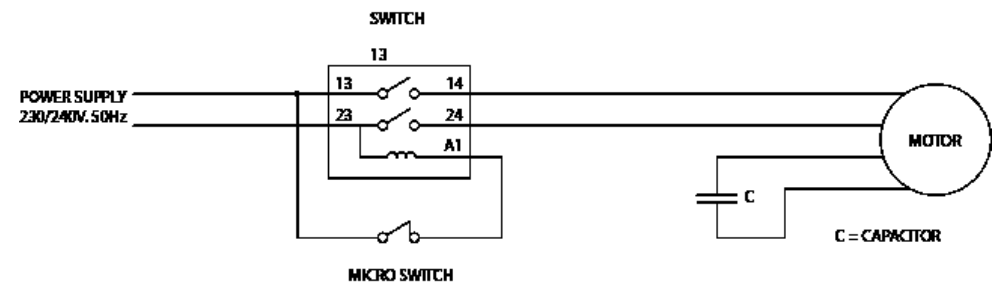 SWITCH
13
13
14
POWER SUPPLY
230/240V. 50Hz
23
24
A1
MOTOR
C
C = CAPACITOR
MICRO SWITCH